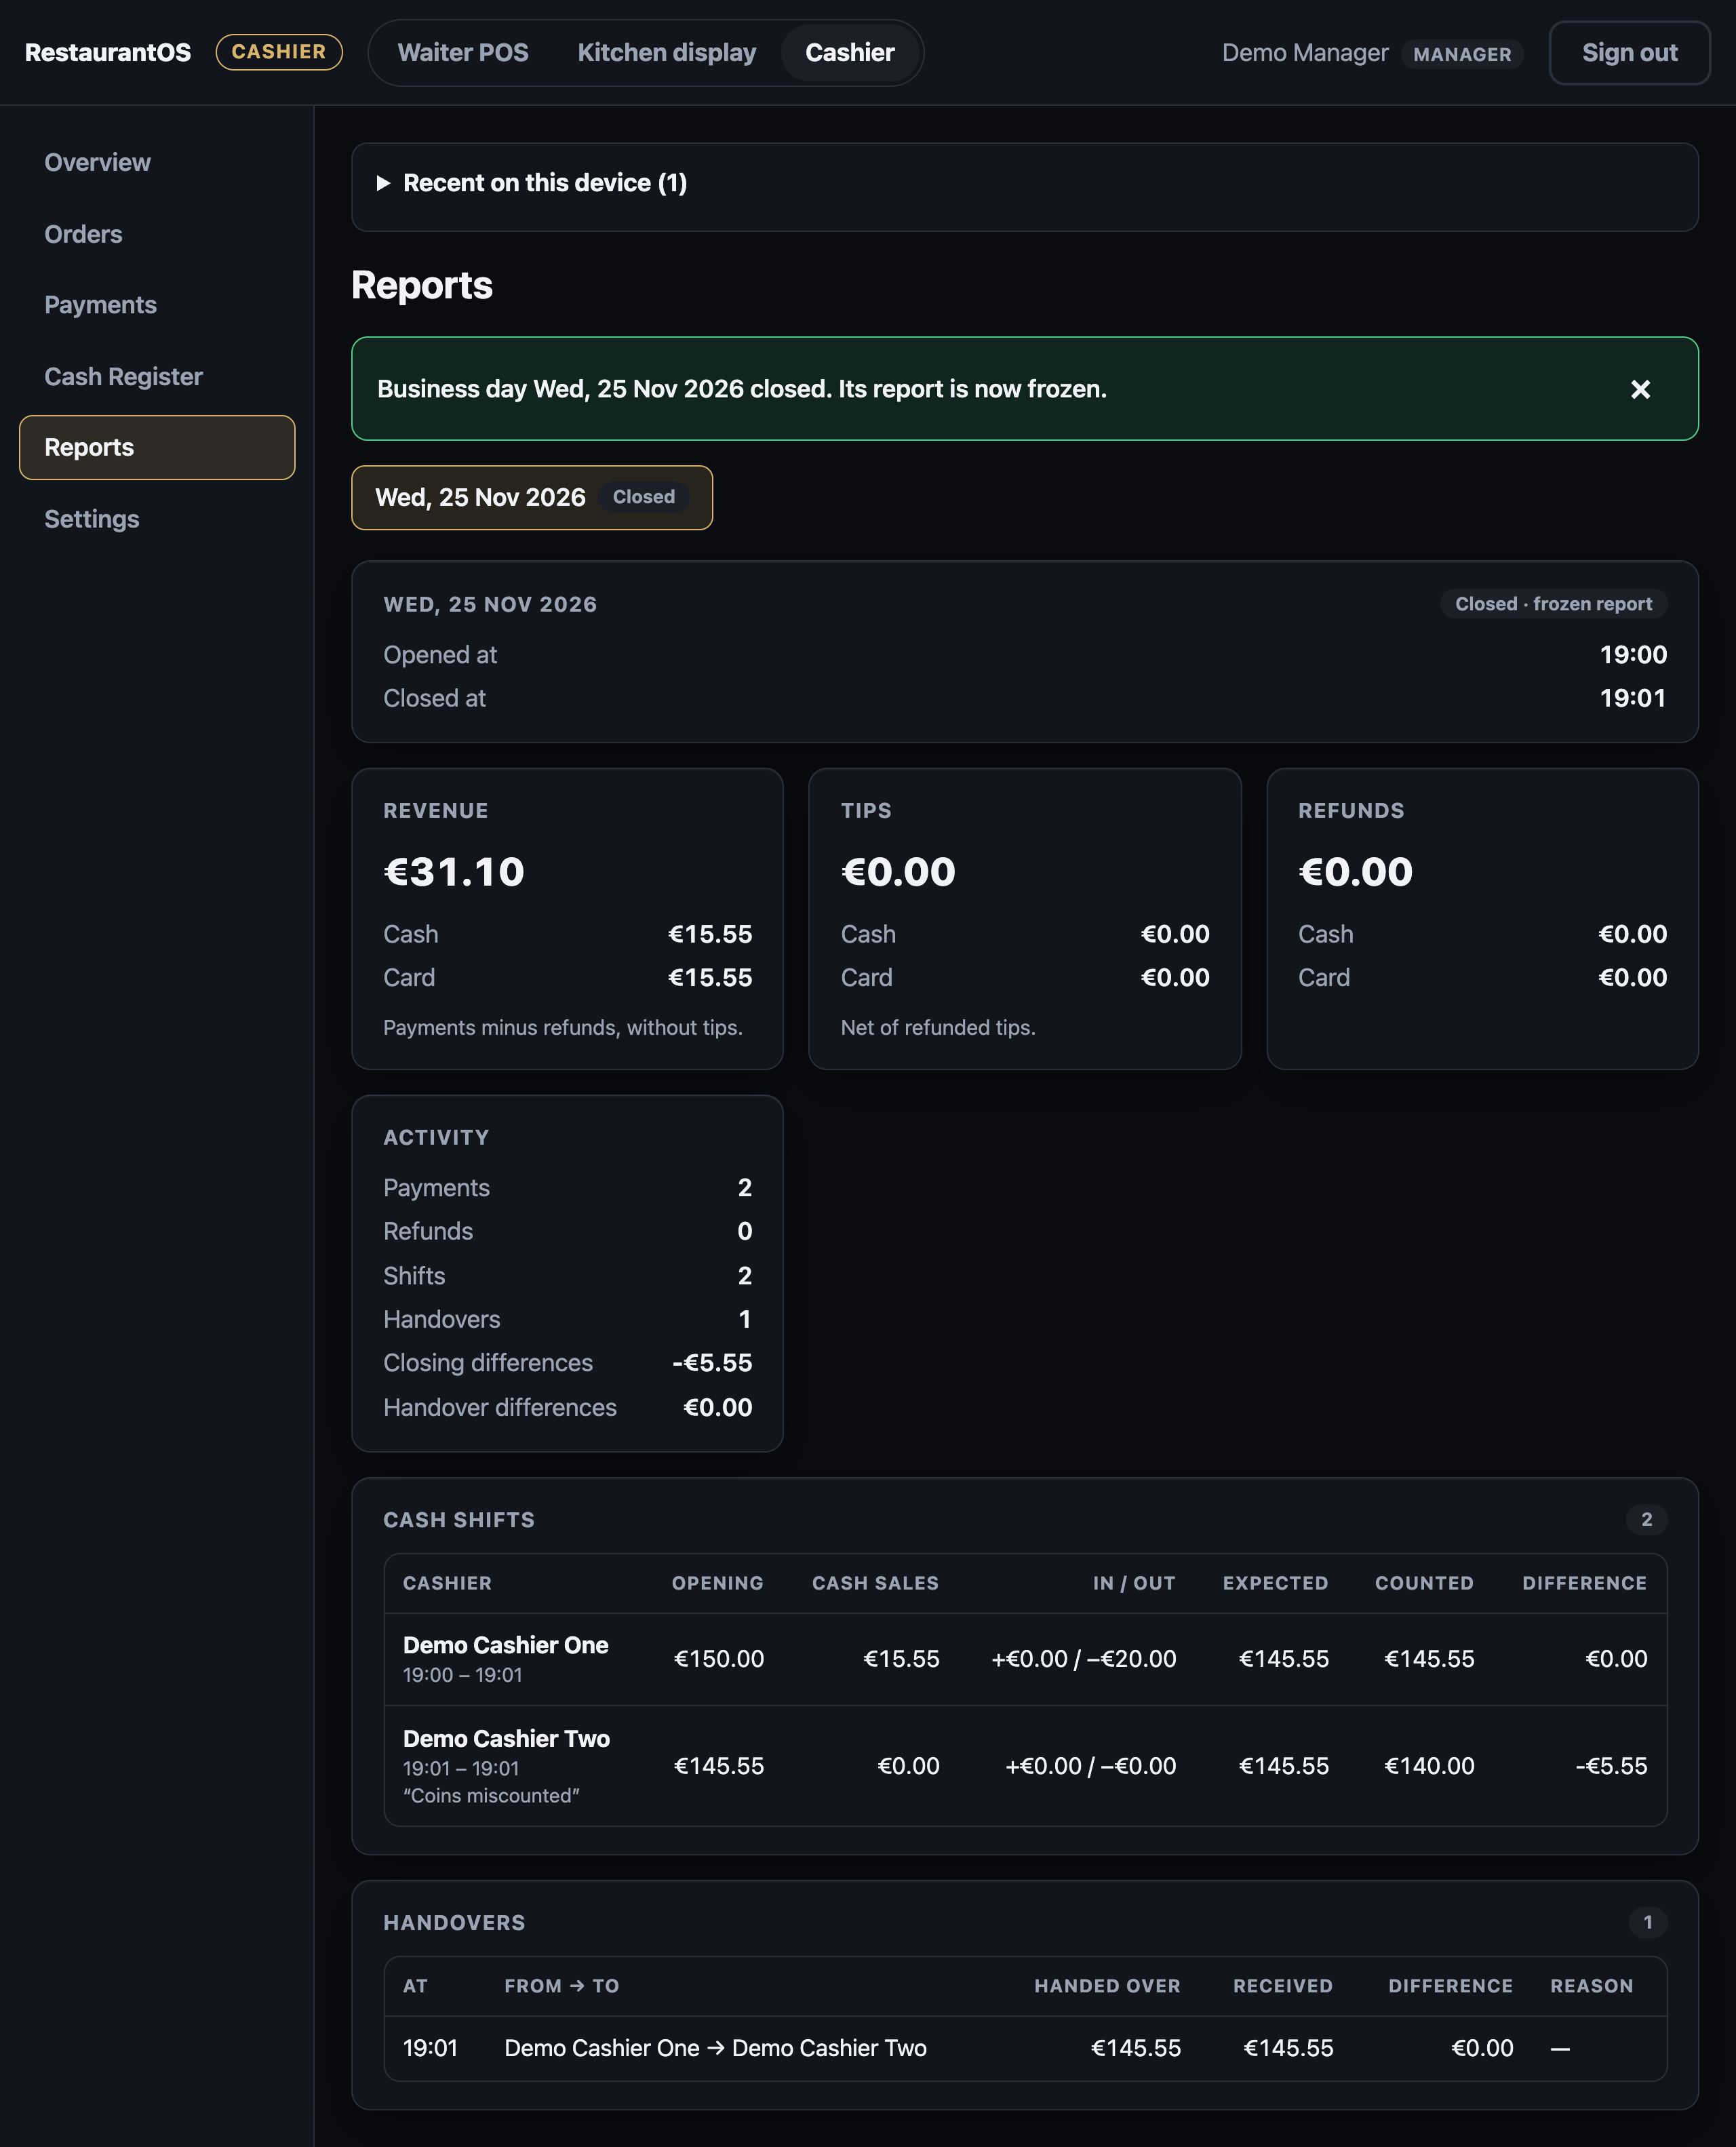 RestaurantOS CASHIER Waiter POS Kitchen display Cashier Demo Manager MANAGER Sign out
Overview
Orders
Payments
Cash Register
Reports
Settings
▶ Recent on this device (1)
Reports
Business day Wed, 25 Nov 2026 closed. Its report is now frozen. ×
Wed, 25 Nov 2026 Closed
WED, 25 NOV 2026 Closed · frozen report
Opened at 19:00
Closed at 19:01
REVENUE
€31.10
Cash €15.55
Card €15.55
Payments minus refunds, without tips.
TIPS
€0.00
Cash €0.00
Card €0.00
Net of refunded tips.
REFUNDS
€0.00
Cash €0.00
Card €0.00
ACTIVITY
Payments 2
Refunds 0
Shifts 2
Handovers 1
Closing differences -€5.55
Handover differences €0.00
CASH SHIFTS 2
CASHIER OPENING CASH SALES IN / OUT EXPECTED COUNTED DIFFERENCE
Demo Cashier One
19:00 – 19:01
€150.00 €15.55 +€0.00 / −€20.00 €145.55 €145.55 €0.00
Demo Cashier Two
19:01 – 19:01
“Coins miscounted”
€145.55 €0.00 +€0.00 / −€0.00 €145.55 €140.00 -€5.55
HANDOVERS 1
AT FROM → TO HANDED OVER RECEIVED DIFFERENCE REASON
19:01 Demo Cashier One → Demo Cashier Two €145.55 €145.55 €0.00 —